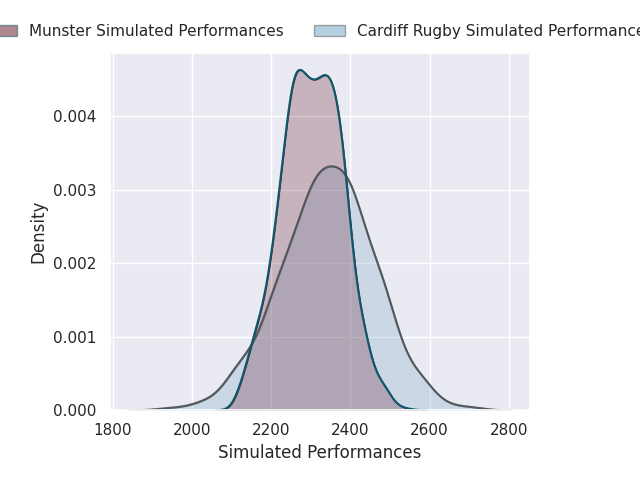 Munster Simulated Performances
Cardiff Rugby Simulated Performance
0.004
0.003
0.002
0.001
0.000
Density
1800 2000 2200 2400 2600 2800
Simulated Performances